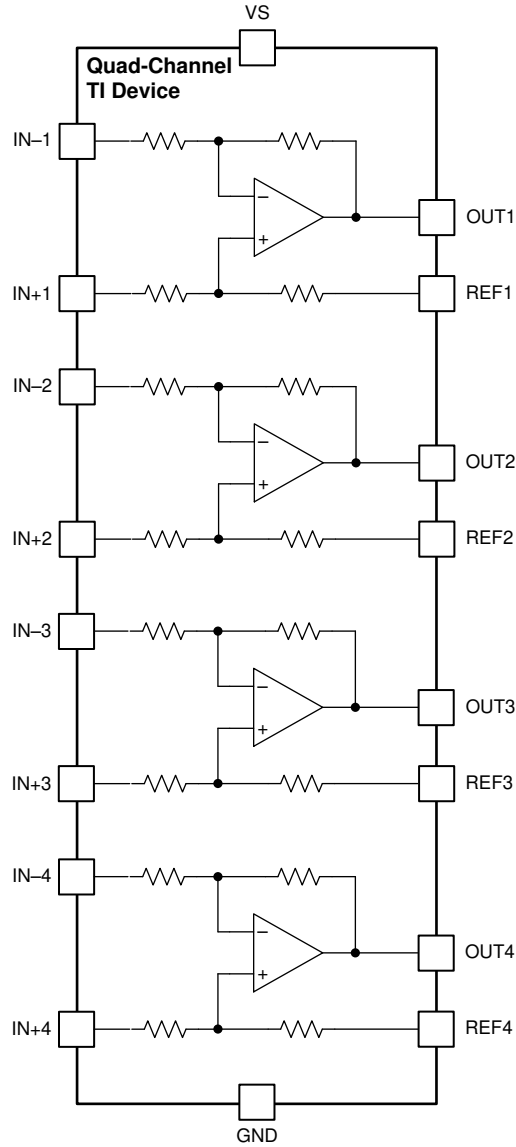 VS
Quad-Channel
TI Device
IN–1
−
+
OUT1
IN+1
REF1
IN–2
−
+
OUT2
IN+2
REF2
IN–3
−
+
OUT3
IN+3
REF3
IN–4
−
+
OUT4
IN+4
REF4
GND